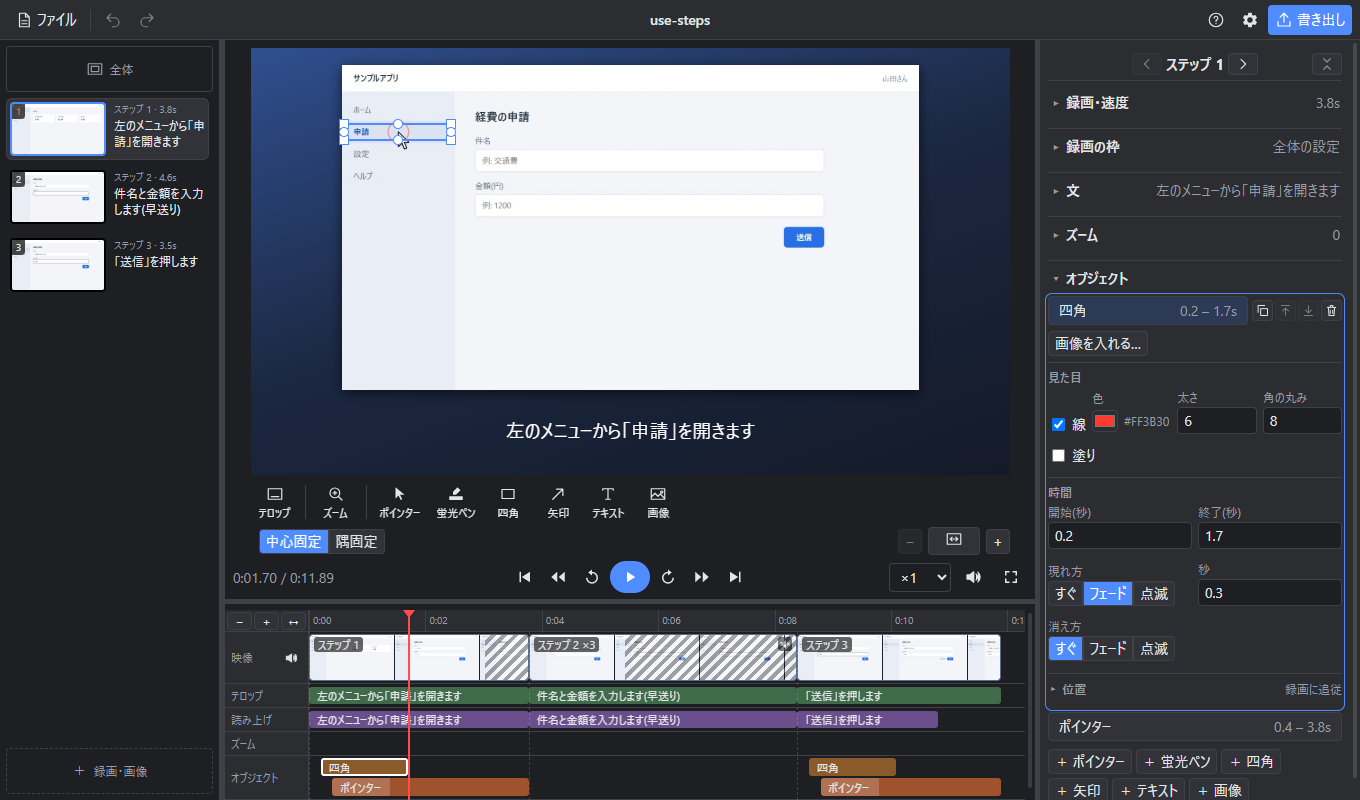 ファイル
use-steps
書き出し
全体
1
ステップ 1 · 3.8s
左のメニューから「申請」を開きます
2
ステップ 2 · 4.6s
件名と金額を入力します(早送り)
3
ステップ 3 · 3.5s
「送信」を押します
+ 録画・画像
サンプルアプリ
山田さん
ホーム
申請
設定
ヘルプ
経費の申請
件名
例: 交通費
金額(円)
例: 1200
送信
左のメニューから「申請」を開きます
テロップ
ズーム
ポインター
蛍光ペン
四角
矢印
テキスト
画像
中心固定
隅固定
0:01.70 / 0:11.89
×1
0:00
0:02
0:04
0:06
0:08
0:10
映像
ステップ 1
ステップ 2 ×3
ステップ 3
テロップ
左のメニューから「申請」を開きます
件名と金額を入力します(早送り)
「送信」を押します
読み上げ
左のメニューから「申請」を開きます
件名と金額を入力します(早送り)
「送信」を押します
ズーム
オブジェクト
四角
四角
ポインター
ポインター
ステップ 1
録画・速度 3.8s
録画の枠 全体の設定
文 左のメニューから「申請」を開きます
ズーム 0
オブジェクト
四角 0.2 – 1.7s
画像を入れる...
見た目
色 太さ 角の丸み
線 #FF3B30 6 8
塗り
時間
開始(秒) 終了(秒)
0.2 1.7
現れ方 秒
すぐ フェード 点滅 0.3
消え方
すぐ フェード 点滅
位置 録画に追従
ポインター 0.4 – 3.8s
+ ポインター + 蛍光ペン + 四角
+ 矢印 + テキスト + 画像